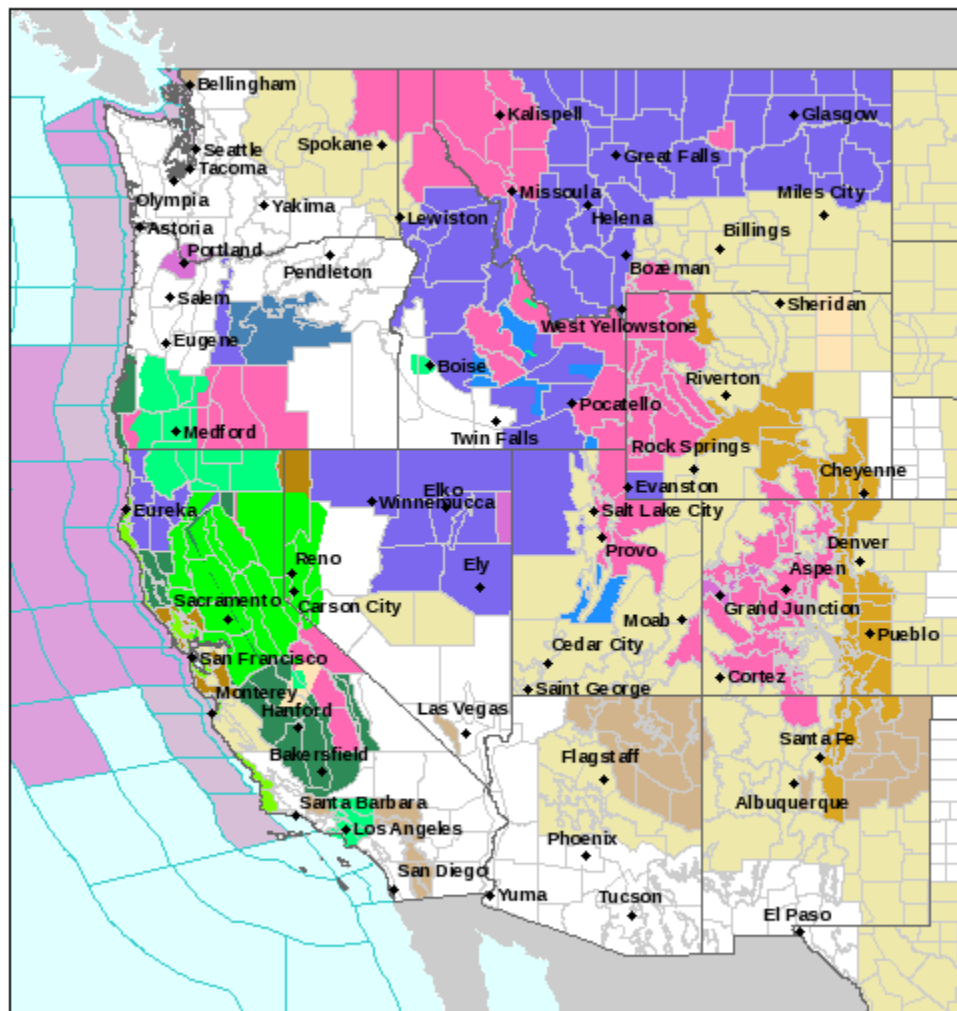 Bellingham
Kalispell
Glasgow
Seattle
Spokane
Great Falls
Tacoma
Missoula
Miles City
Olympia
Yakima
Lewiston
Helena
Astoria
Billings
Portland
Pendleton
Bozeman
Salem
Sheridan
West Yellowstone
Eugene
Boise
Riverton
Pocatello
Medford
Twin Falls
Rock Springs
Cheyenne
Elko
Evanston
Winnemucca
Eureka
Salt Lake City
Provo
Denver
Reno
Ely
Aspen
Sacramento
Carson City
Grand Junction
Moab
Pueblo
Cedar City
San Francisco
Cortez
Monterey
Saint George
Hanford
Las Vegas
Santa Fe
Bakersfield
Flagstaff
Albuquerque
Santa Barbara
Los Angeles
Phoenix
San Diego
Yuma
Tucson
El Paso